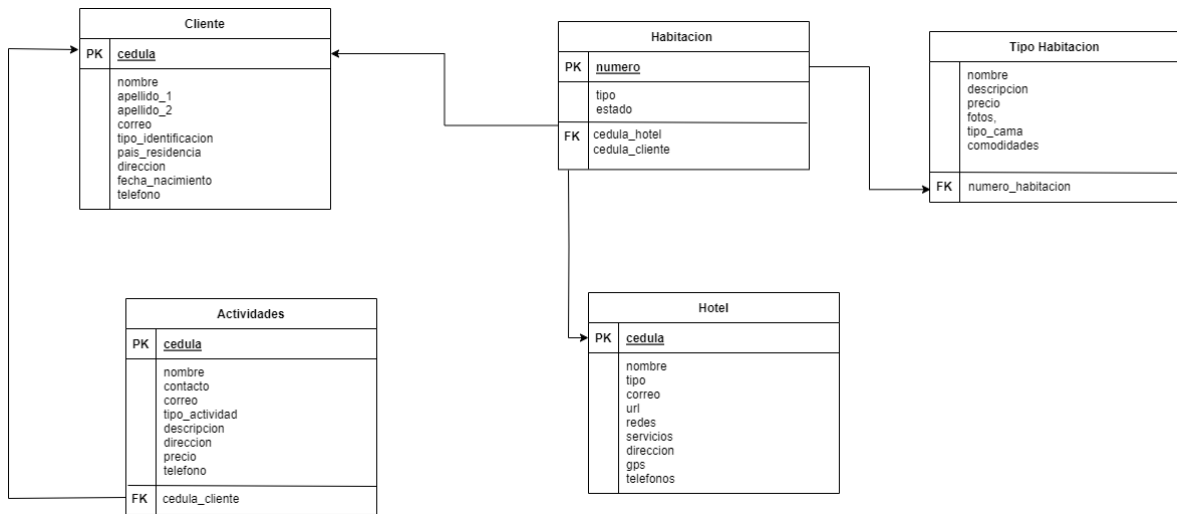 Cliente
PK cedula
nombre
apellido_1
apellido_2
correo
tipo_identificacion
pais_residencia
direccion
fecha_nacimiento
telefono
Habitacion
PK numero
tipo
estado
FK cedula_hotel
cedula_cliente
Tipo Habitacion
nombre
descripcion
precio
fotos,
tipo_cama
comodidades
FK numero_habitacion
Actividades
PK cedula
nombre
contacto
correo
tipo_actividad
descripcion
direccion
precio
telefono
FK cedula_cliente
Hotel
PK cedula
nombre
tipo
correo
url
redes
servicios
direccion
gps
telefonos